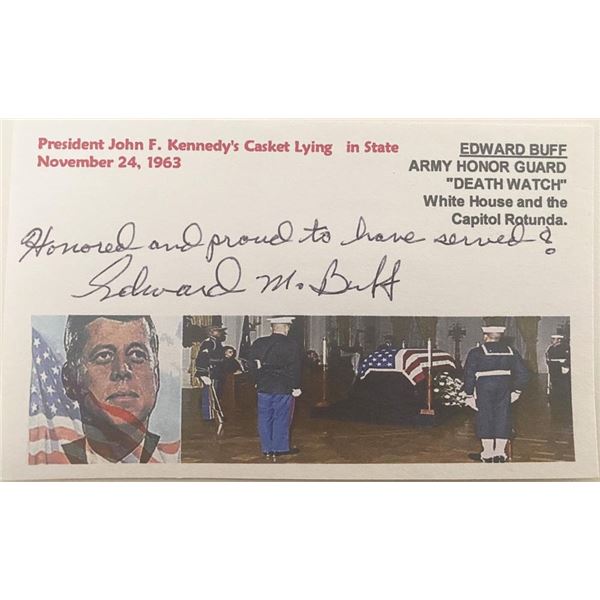 President John F. Kennedy's Casket Lying in State
November 24, 1963
EDWARD BUFF
ARMY HONOR GUARD
"DEATH WATCH"
White House and the
Capitol Rotunda.
Honored and proud to have served!
Edward M. Buff